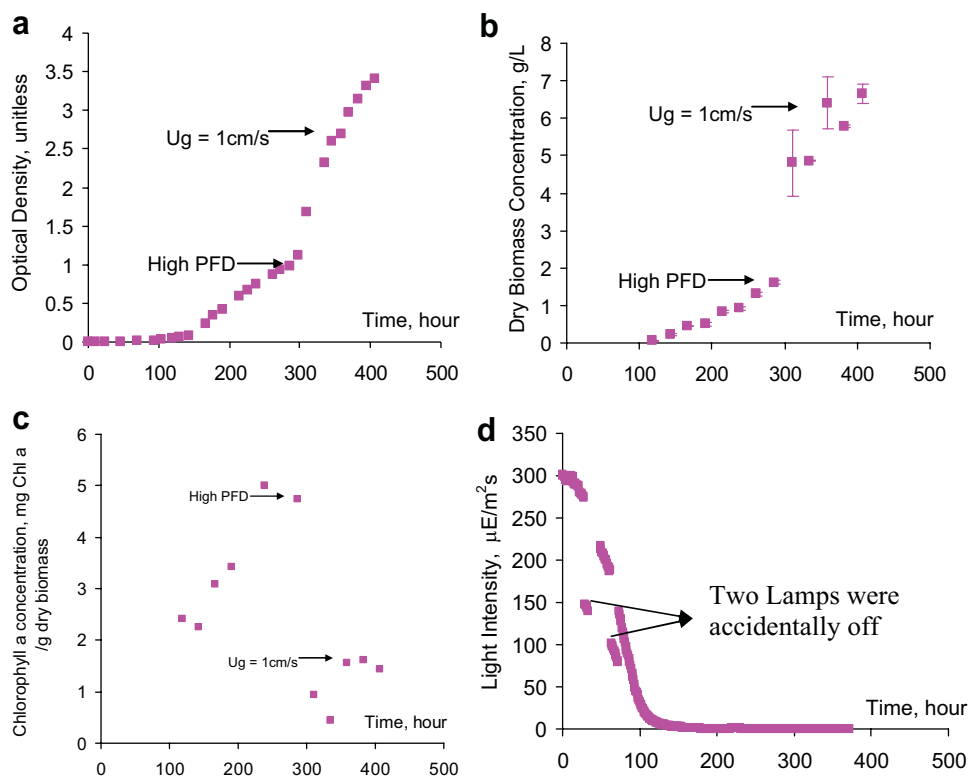 a
Optical Density, unitless
4
3.5
3
2.5
2
1.5
1
0.5
0
Ug = 1cm/s
High PFD
Time, hour
0 100 200 300 400 500
b
Dry Biomass Concentration, g/L
8
7
6
5
4
3
2
1
0
Ug = 1cm/s
High PFD
Time, hour
0 100 200 300 400 500
c
Chlorophyll a concentration, mg Chl a
/g dry biomass
6
5
4
3
2
1
0
High PFD
Ug = 1cm/s
Time, hour
0 100 200 300 400 500
d
Light Intensity, µE/m²s
350
300
250
200
150
100
50
0
Two Lamps were
accidentally off
Time, hour
0 100 200 300 400 500